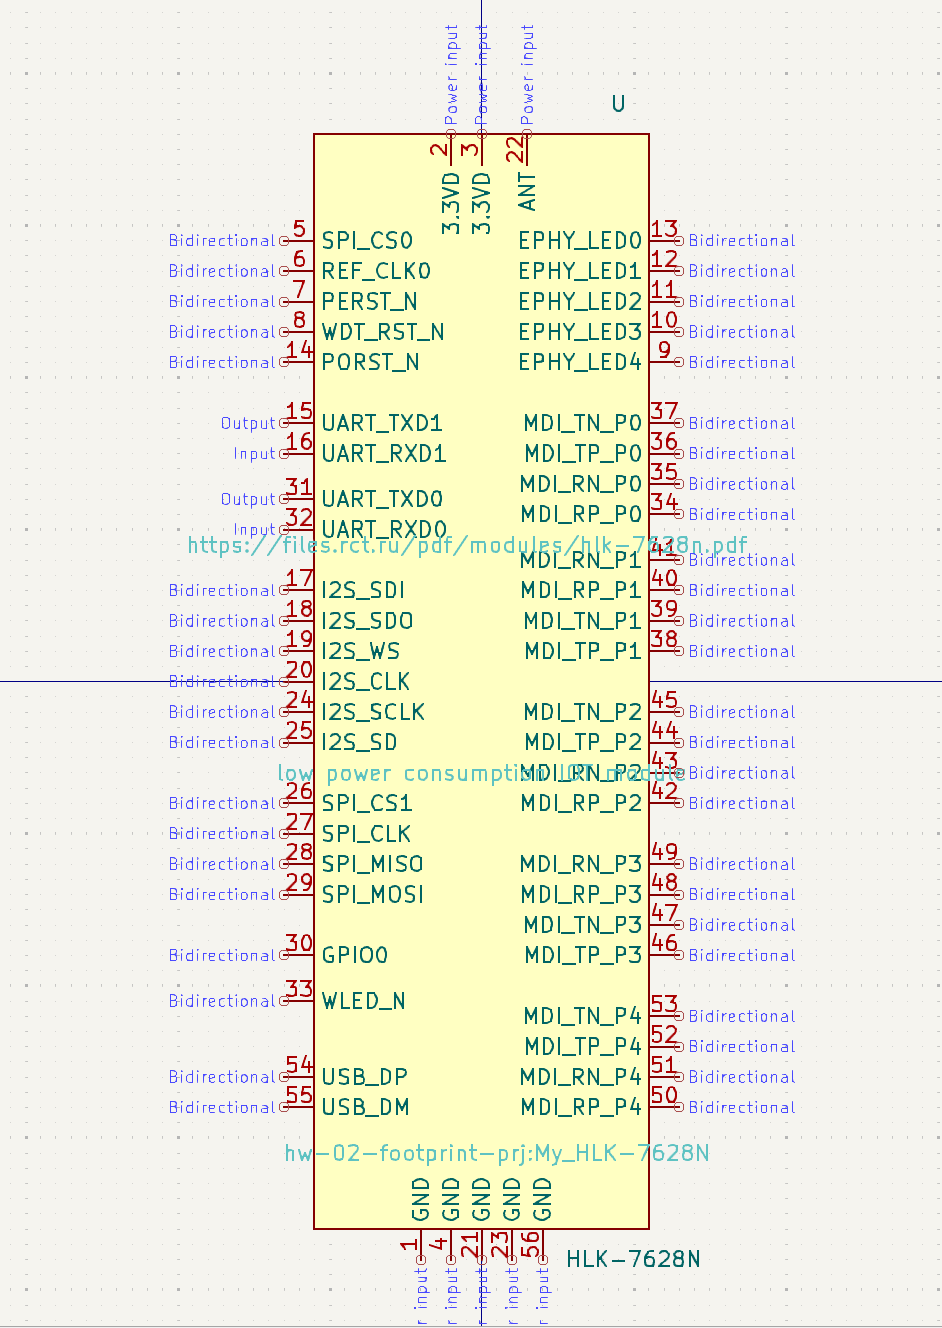 Power input
Power input
Power input
U
2
3
22
3.3VD
3.3VD
ANT
Bidirectional 5 SPI_CS0 EPHY_LED0 13 Bidirectional
Bidirectional 6 REF_CLK0 EPHY_LED1 12 Bidirectional
Bidirectional 7 PERST_N EPHY_LED2 11 Bidirectional
Bidirectional 8 WDT_RST_N EPHY_LED3 10 Bidirectional
Bidirectional 14 PORST_N EPHY_LED4 9 Bidirectional
Output 15 UART_TXD1 MDI_TN_P0 37 Bidirectional
Input 16 UART_RXD1 MDI_TP_P0 36 Bidirectional
MDI_RN_P0 35 Bidirectional
Output 31 UART_TXD0
MDI_RP_P0 34 Bidirectional
Input 32 UART_RXD0
https://files.rct.ru/pdf/modules/hlk-7628n.pdf
MDI_RN_P1 41 Bidirectional
Bidirectional 17 I2S_SDI MDI_RP_P1 40 Bidirectional
Bidirectional 18 I2S_SDO MDI_TN_P1 39 Bidirectional
Bidirectional 19 I2S_WS MDI_TP_P1 38 Bidirectional
Bidirectional 20 I2S_CLK
Bidirectional 24 I2S_SCLK MDI_TN_P2 45 Bidirectional
Bidirectional 25 I2S_SD MDI_TP_P2 44 Bidirectional
low power consumption IOT module
MDI_RN_P2 43 Bidirectional
Bidirectional 26 SPI_CS1 MDI_RP_P2 42 Bidirectional
Bidirectional 27 SPI_CLK
Bidirectional 28 SPI_MISO MDI_RN_P3 49 Bidirectional
Bidirectional 29 SPI_MOSI MDI_RP_P3 48 Bidirectional
MDI_TN_P3 47 Bidirectional
Bidirectional 30 GPIO0 MDI_TP_P3 46 Bidirectional
Bidirectional 33 WLED_N
MDI_TN_P4 53 Bidirectional
MDI_TP_P4 52 Bidirectional
Bidirectional 54 USB_DP MDI_RN_P4 51 Bidirectional
Bidirectional 55 USB_DM MDI_RP_P4 50 Bidirectional
hw-02-footprint-prj:My_HLK-7628N
GND
GND
GND
GND
GND
1
4
21
23
56
HLK-7628N
r input
r input
r input
r input
r input